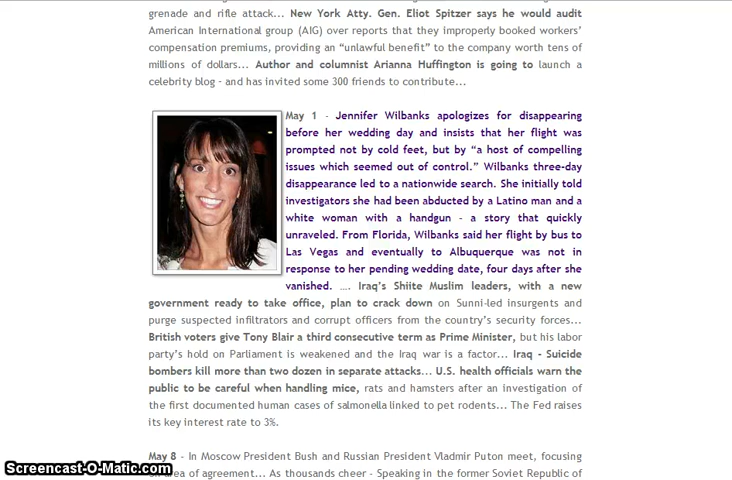 grenade and rifle attack... New York Atty. Gen. Eliot Spitzer says he would audit
American International group (AIG) over reports that they improperly booked workers’
compensation premiums, providing an “unlawful benefit” to the company worth tens of
millions of dollars... Author and columnist Arianna Huffington is going to launch a
celebrity blog - and has invited some 300 friends to contribute...
May 1 - Jennifer Wilbanks apologizes for disappearing
before her wedding day and insists that her flight was
prompted not by cold feet, but by “a host of compelling
issues which seemed out of control.” Wilbanks three-day
disappearance led to a nationwide search. She initially told
investigators she had been abducted by a Latino man and a
white woman with a handgun - a story that quickly
unraveled. From Florida, Wilbanks said her flight by bus to
Las Vegas and eventually to Albuquerque was not in
response to her pending wedding date, four days after she
vanished. .... Iraq’s Shiite Muslim leaders, with a new
government ready to take office, plan to crack down on Sunni-led insurgents and
purge suspected infiltrators and corrupt officers from the country’s security forces...
British voters give Tony Blair a third consecutive term as Prime Minister, but his labor
party’s hold on Parliament is weakened and the Iraq war is a factor... Iraq - Suicide
bombers kill more than two dozen in separate attacks... U.S. health officials warn the
public to be careful when handling mice, rats and hamsters after an investigation of
the first documented human cases of salmonella linked to pet rodents... The Fed raises
its key interest rate to 3%.
May 8 - In Moscow President Bush and Russian President Vladmir Puton meet, focusing
area of agreement... As thousands cheer - Speaking in the former Soviet Republic of
Screencast-O-Matic.com